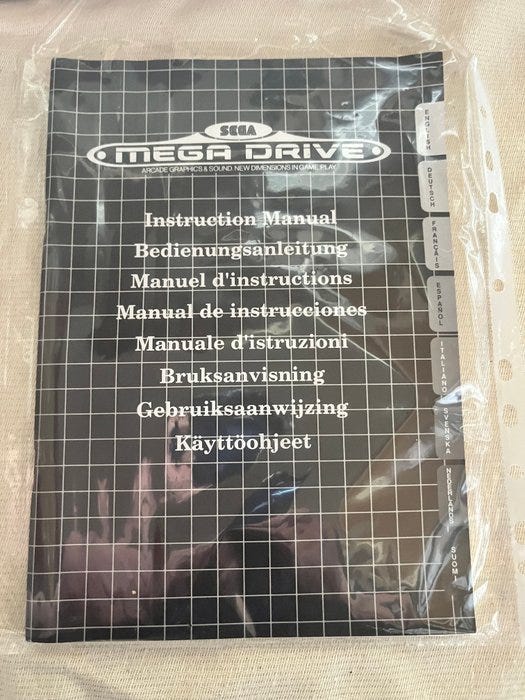 SEGA
MEGA DRIVE
ARCADE GRAPHICS & SOUND. NEW DIMENSIONS IN GAME PLAY.
Instruction Manual
Bedienungsanleitung
Manuel d'instructions
Manual de instrucciones
Manuale d'istruzioni
Bruksanvisning
Gebruiksaanwijzing
Käyttöohjeet
ENGLISH
DEUTSCH
FRANÇAIS
ESPAÑOL
ITALIANO
SVENSKA
NEDERLANDS
SUOMI